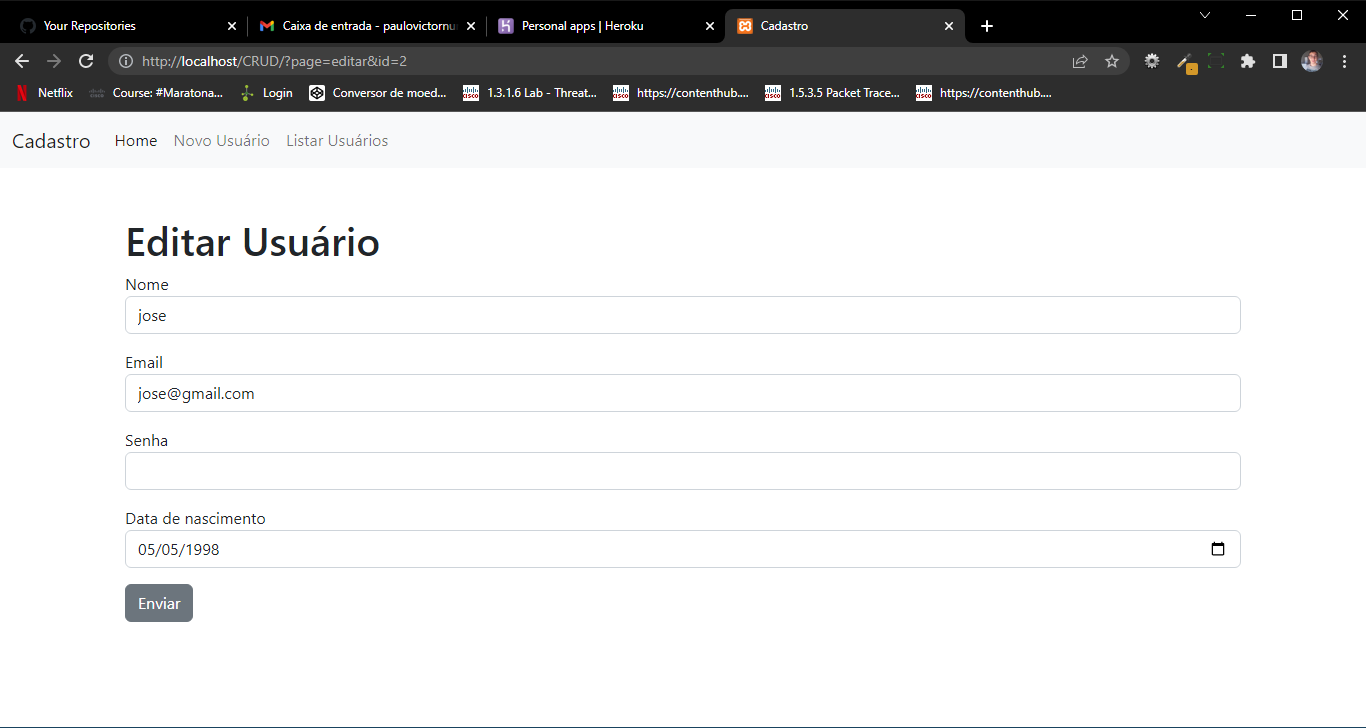 Your Repositories
Caixa de entrada - paulovictornu
Personal apps | Heroku
Cadastro
http://localhost/CRUD/?page=editar&id=2
Netflix
Course: #Maratona...
Login
Conversor de moed...
1.3.1.6 Lab - Threat...
https://contenthub....
1.5.3.5 Packet Trace...
https://contenthub....
Cadastro Home Novo Usuário Listar Usuários
Editar Usuário
Nome
jose
Email
jose@gmail.com
Senha
Data de nascimento
05/05/1998
Enviar